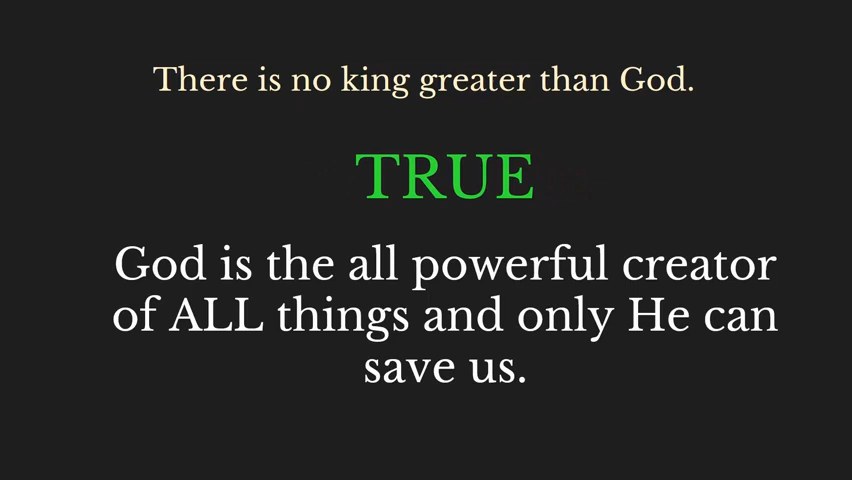 There is no king greater than God.
TRUE
God is the all powerful creator
of ALL things and only He can
save us.